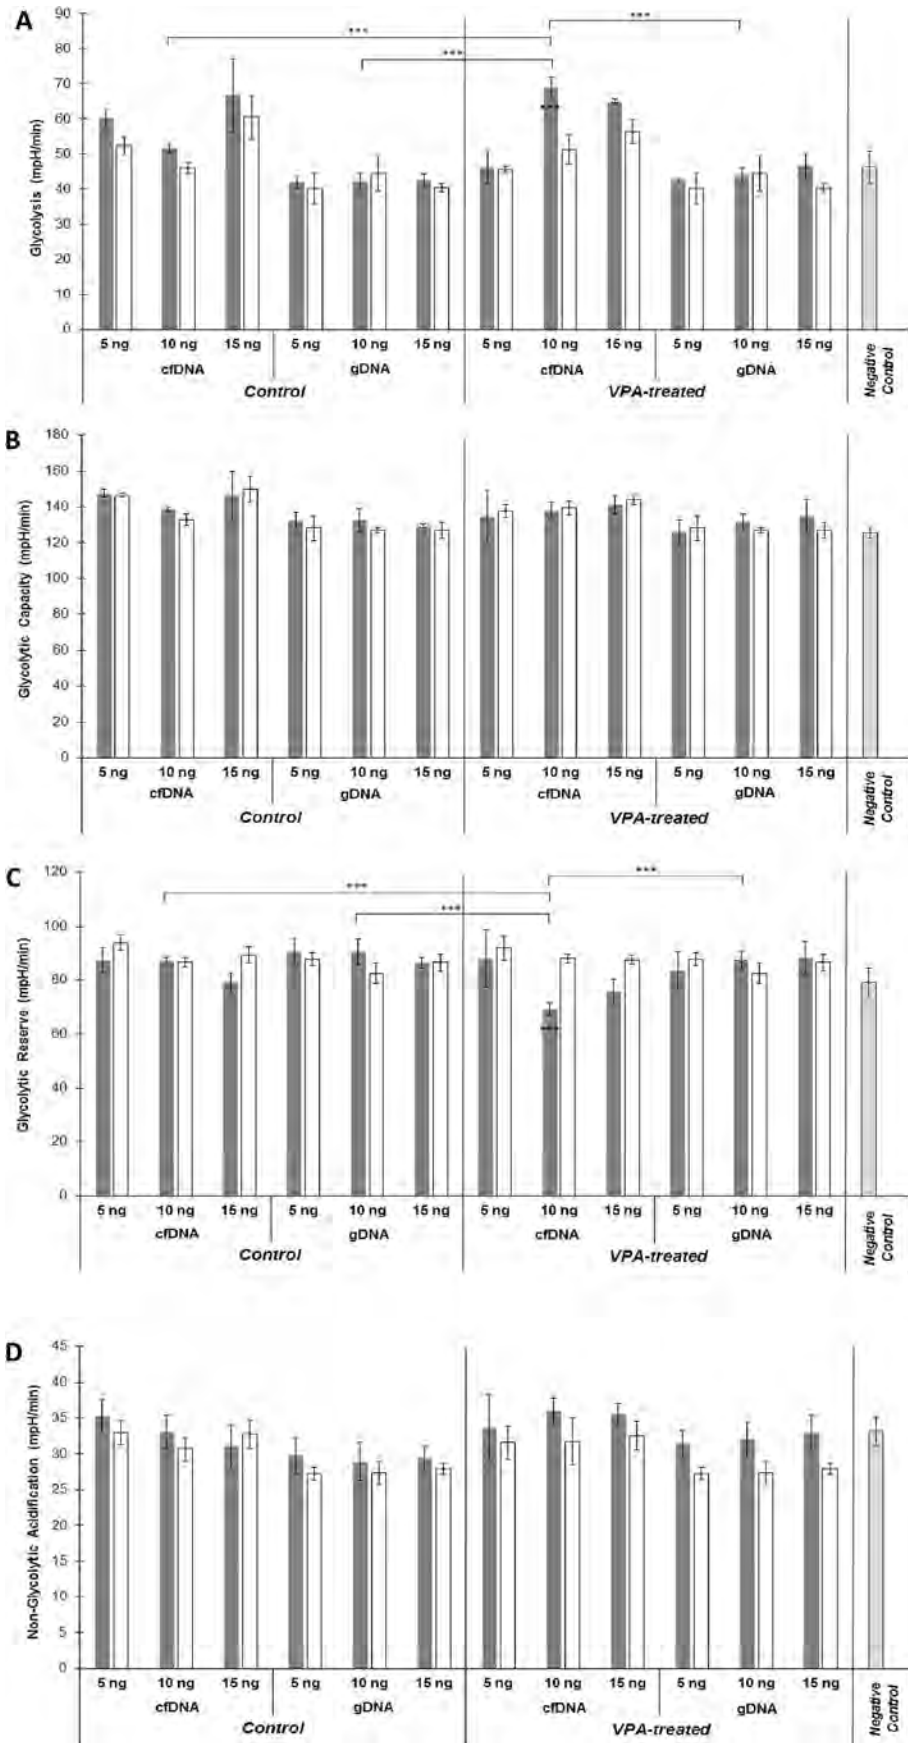 A
Glycolysis (mpH/min)
90
80
70
60
50
40
30
20
10
0
*** ***
***
***
5 ng 10 ng 15 ng 5 ng 10 ng 15 ng 5 ng 10 ng 15 ng 5 ng 10 ng 15 ng
cfDNA gDNA cfDNA gDNA
Control VPA-treated
Negative
Control
B
Glycolytic Capacity (mpH/min)
180
160
140
120
100
80
60
40
20
0
5 ng 10 ng 15 ng 5 ng 10 ng 15 ng 5 ng 10 ng 15 ng 5 ng 10 ng 15 ng
cfDNA gDNA cfDNA gDNA
Control VPA-treated
Negative
Control
C
Glycolytic Reserve (mpH/min)
120
100
80
60
40
20
0
*** ***
***
***
5 ng 10 ng 15 ng 5 ng 10 ng 15 ng 5 ng 10 ng 15 ng 5 ng 10 ng 15 ng
cfDNA gDNA cfDNA gDNA
Control VPA-treated
Negative
Control
D
Non-Glycolytic Acidification (mpH/min)
45
40
35
30
25
20
15
10
5
0
5 ng 10 ng 15 ng 5 ng 10 ng 15 ng 5 ng 10 ng 15 ng 5 ng 10 ng 15 ng
cfDNA gDNA cfDNA gDNA
Control VPA-treated
Negative
Control